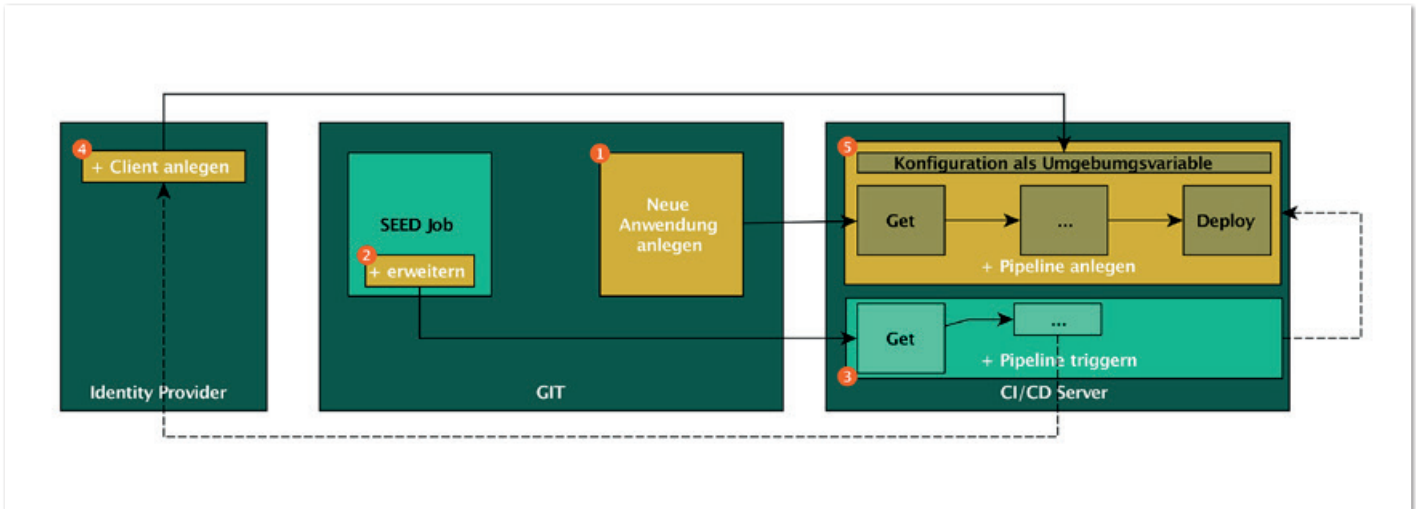 4
+ Client anlegen
Identity Provider
SEED Job
2
+ erweitern
1
Neue
Anwendung
anlegen
GIT
5
Konfiguration als Umgebumgsvariable
Get
...
Deploy
+ Pipeline anlegen
Get
...
+ Pipeline triggern
3
CI/CD Server